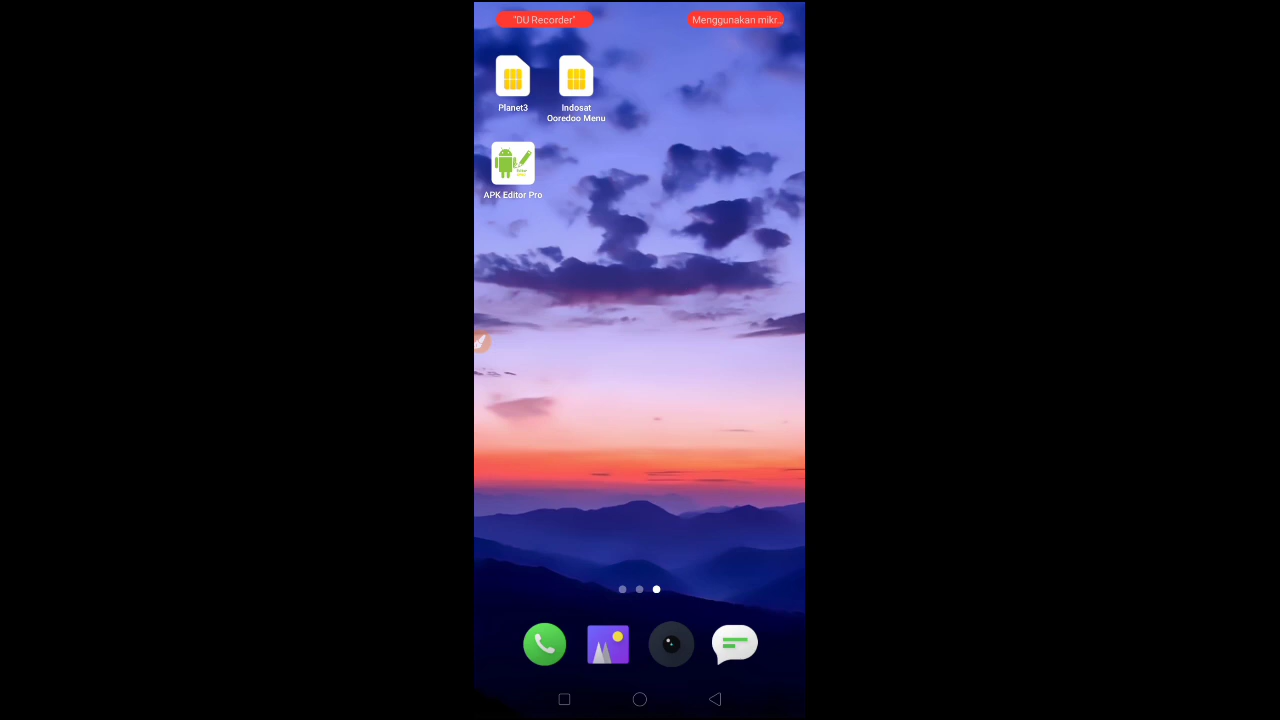 "DU Recorder"
Menggunakan mikr...
Planet3
Indosat
Ooredoo Menu
APK Editor Pro